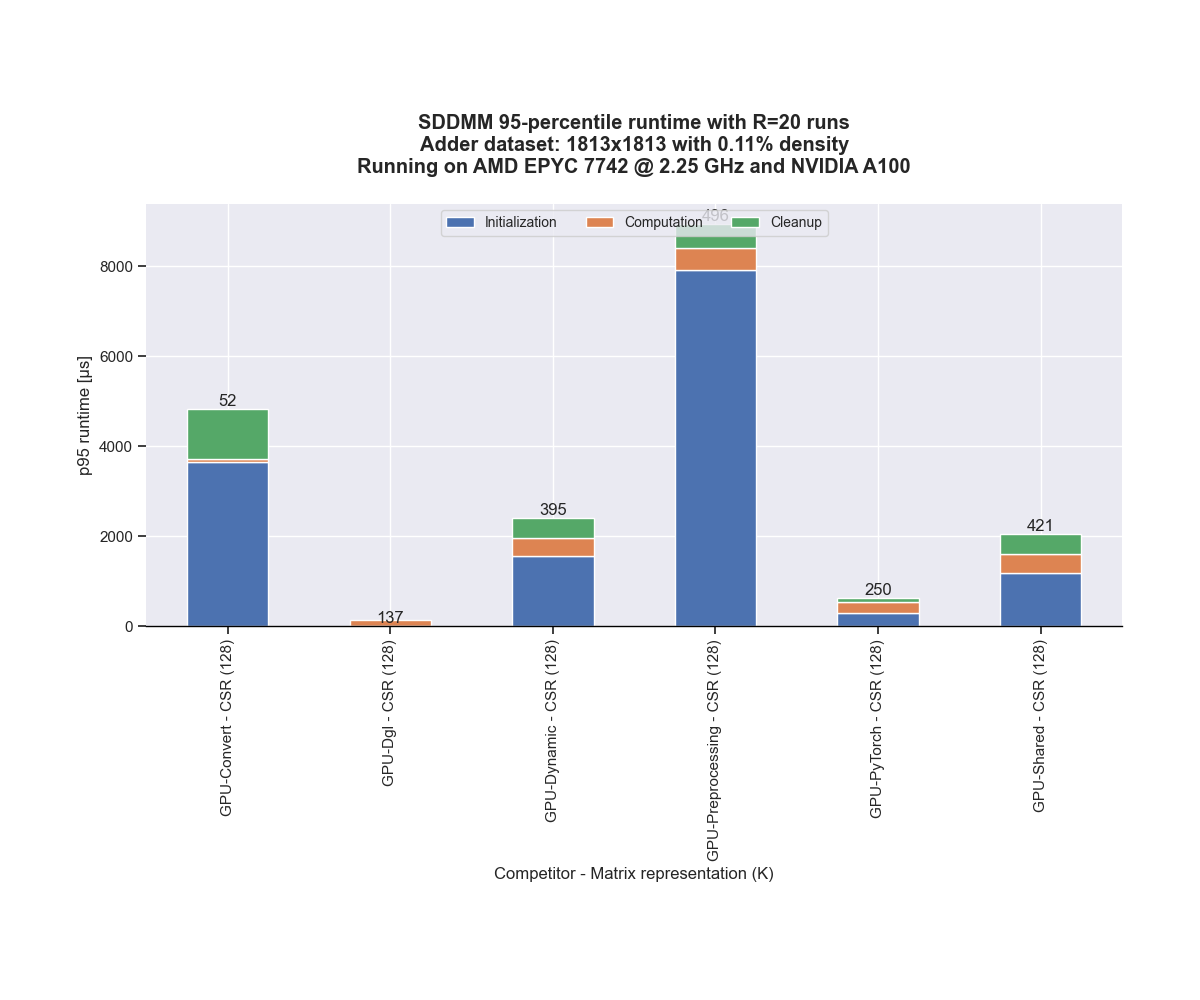 SDDMM 95-percentile runtime with R=20 runs
Adder dataset: 1813x1813 with 0.11% density
Running on AMD EPYC 7742 @ 2.25 GHz and NVIDIA A100
496
Initialization
Computation
Cleanup
8000
6000
4000
2000
0
p95 runtime [μs]
52
137
395
250
421
GPU-Convert - CSR (128)
GPU-Dgl - CSR (128)
GPU-Dynamic - CSR (128)
GPU-Preprocessing - CSR (128)
GPU-PyTorch - CSR (128)
GPU-Shared - CSR (128)
Competitor - Matrix representation (K)